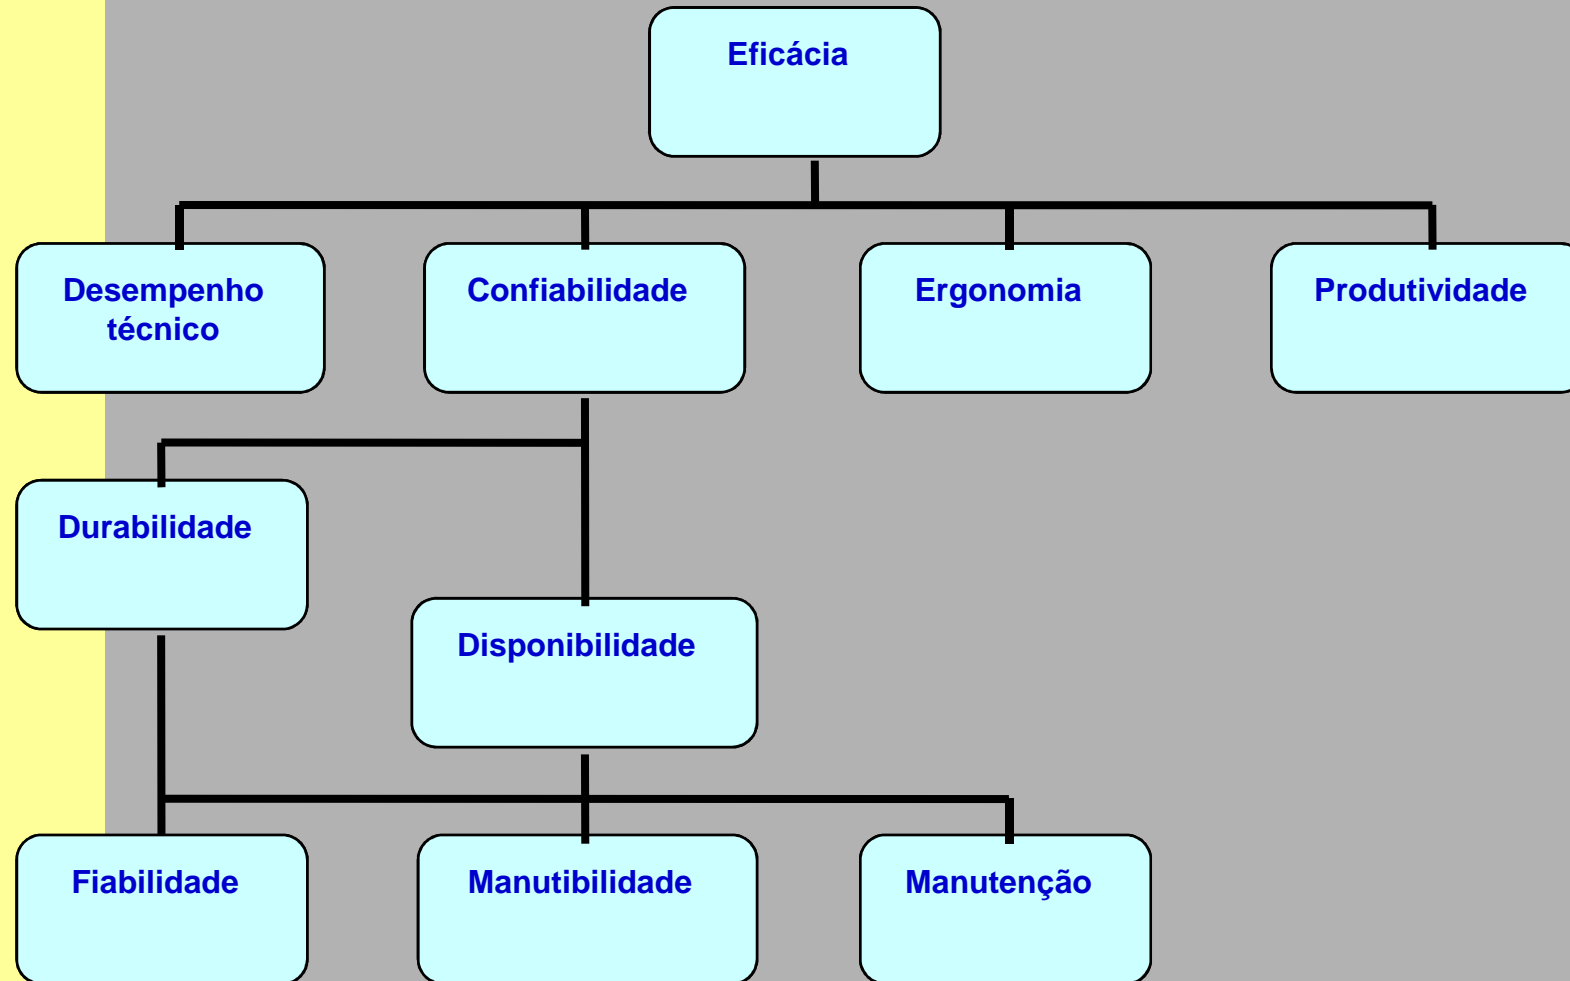 Eficácia
Desempenho
técnico
Confiabilidade
Ergonomia
Produtividade
Durabilidade
Disponibilidade
Fiabilidade
Manutibilidade
Manutenção